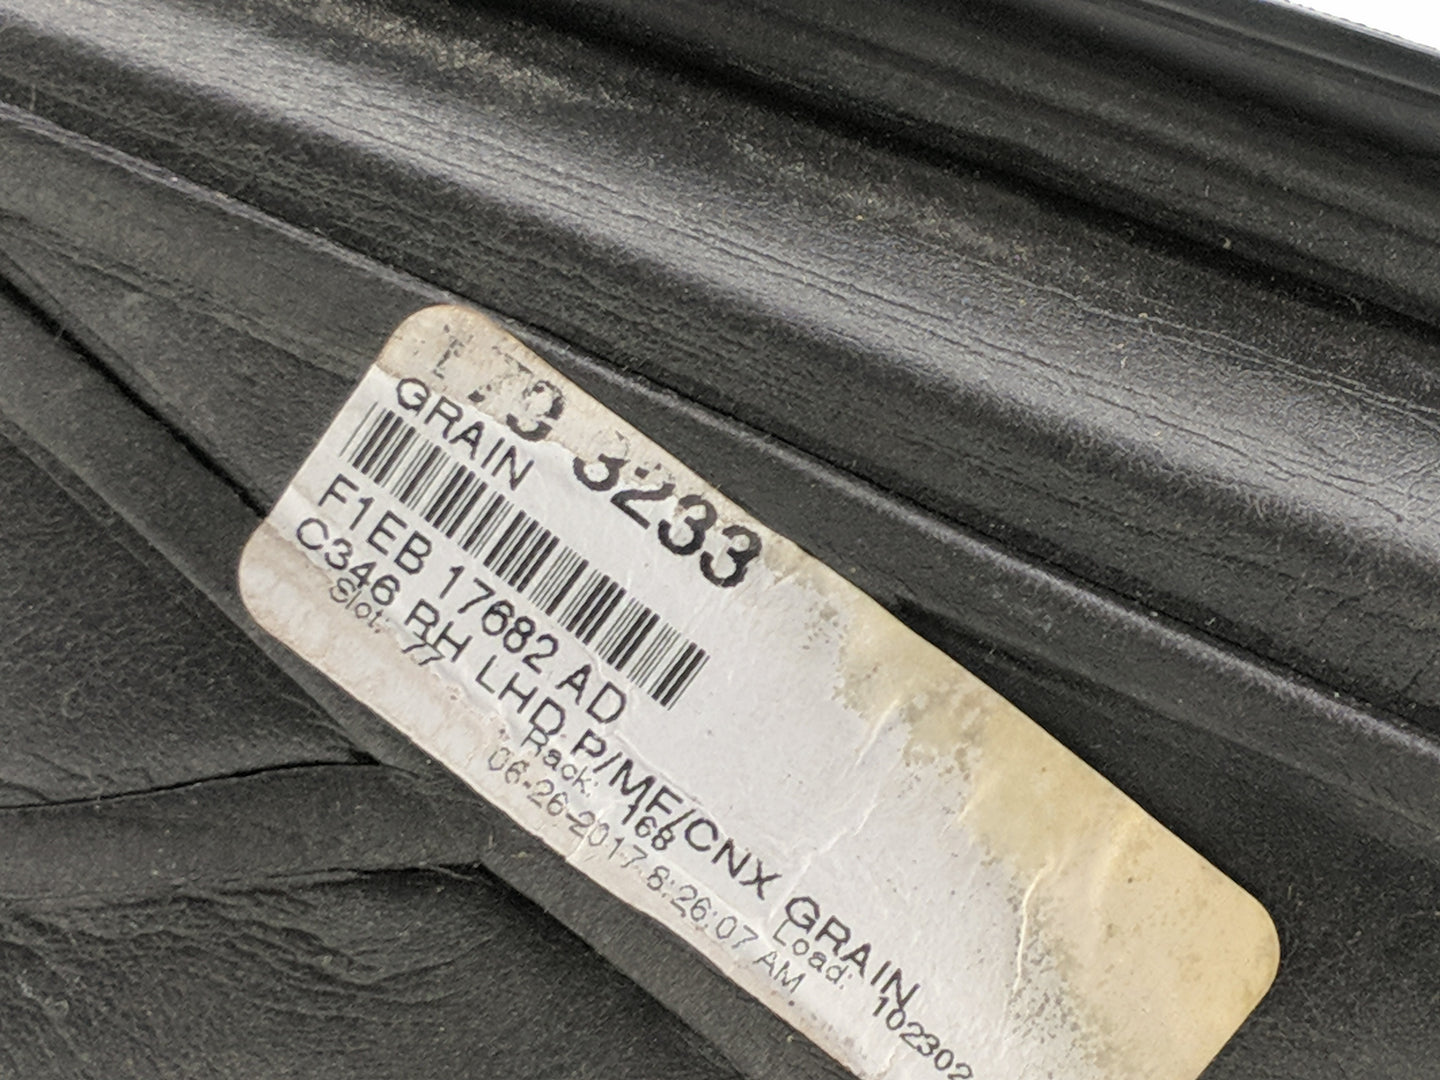 3233
GRAIN
F1EB 17682 AD
C346 RH LHD P/MF/CNX GRAIN
Slot: 77 Rack: 168 Load: 102302
06-26-2017 8:26:07 AM